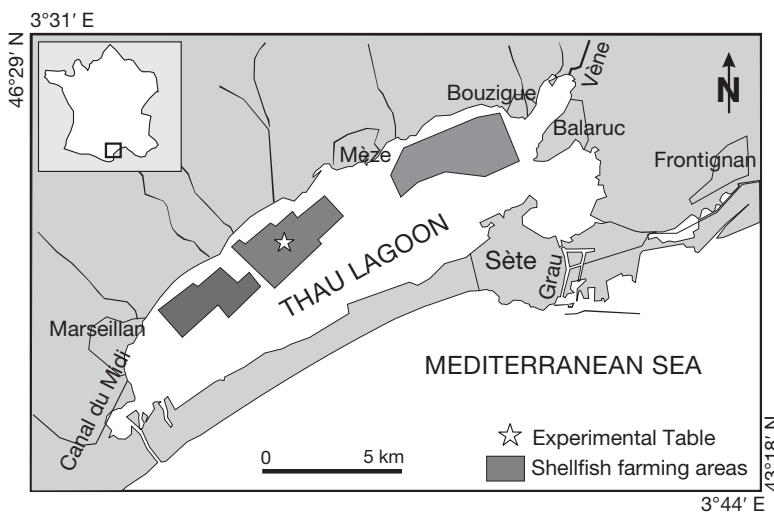 3°31′ E
46°29′ N
Vène
Bouzigue
N
Balaruc
Mèze
Frontignan
THAU LAGOON
Sète
Grau
Marseillan
MEDITERRANEAN SEA
Canal du Midi
Experimental Table
0 5 km
Shellfish farming areas
43°18′ N
3°44′ E